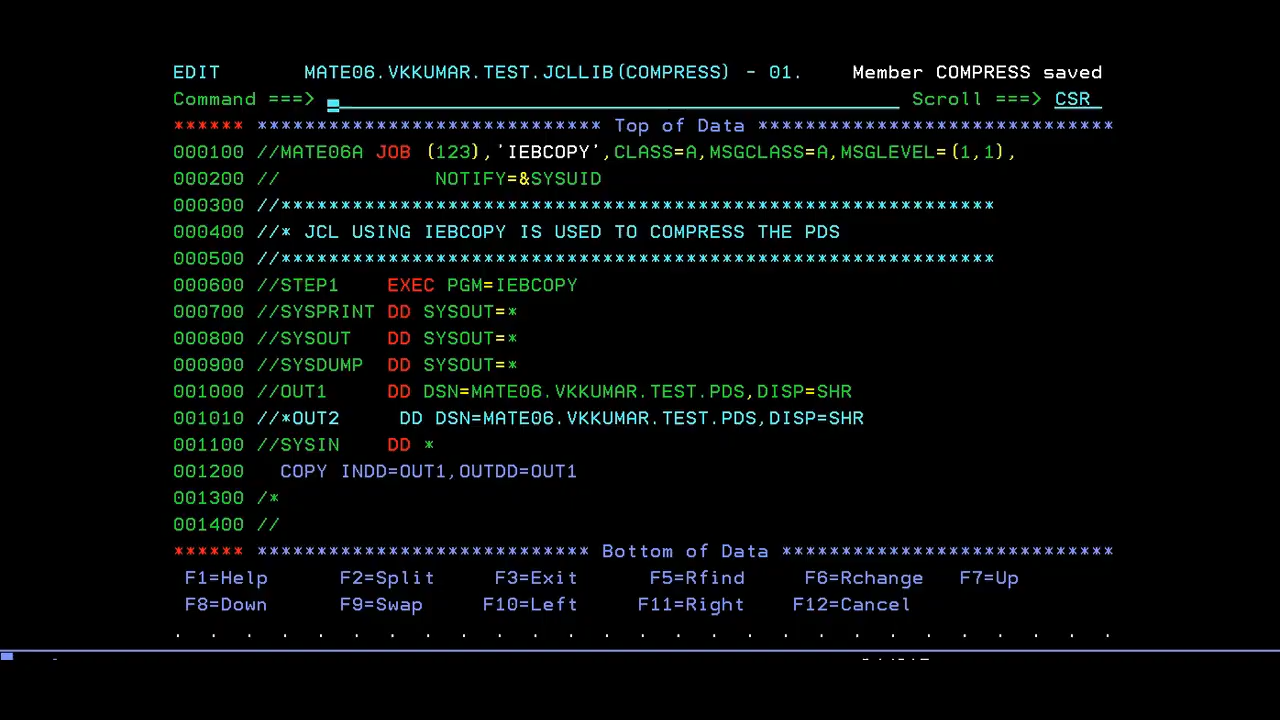 EDIT       MATE06.VKKUMAR.TEST.JCLLIB(COMPRESS) - 01.    Member COMPRESS saved
Command ===>                                                  Scroll ===> CSR
****** ***************************** Top of Data ******************************
000100 //MATE06A JOB (123),'IEBCOPY',CLASS=A,MSGCLASS=A,MSGLEVEL=(1,1),
000200 //             NOTIFY=&SYSUID
000300 //************************************************************
000400 //* JCL USING IEBCOPY IS USED TO COMPRESS THE PDS
000500 //************************************************************
000600 //STEP1    EXEC PGM=IEBCOPY
000700 //SYSPRINT DD SYSOUT=*
000800 //SYSOUT   DD SYSOUT=*
000900 //SYSDUMP  DD SYSOUT=*
001000 //OUT1     DD DSN=MATE06.VKKUMAR.TEST.PDS,DISP=SHR
001010 //*OUT2     DD DSN=MATE06.VKKUMAR.TEST.PDS,DISP=SHR
001100 //SYSIN    DD *
001200   COPY INDD=OUT1,OUTDD=OUT1
001300 /*
001400 //
****** **************************** Bottom of Data ****************************
F1=Help      F2=Split     F3=Exit      F5=Rfind     F6=Rchange   F7=Up
F8=Down      F9=Swap     F10=Left     F11=Right    F12=Cancel